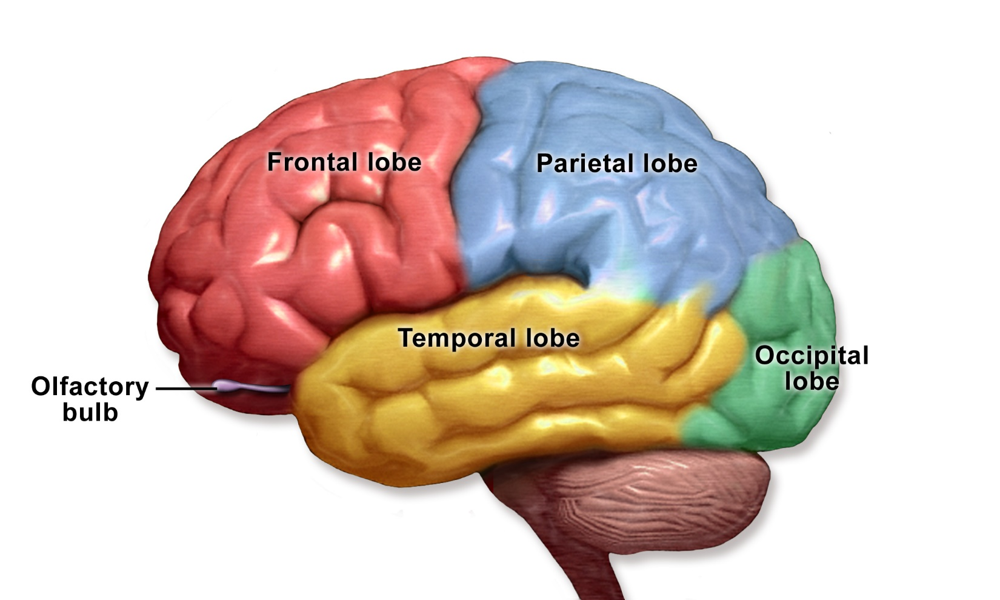 Frontal lobe
Parietal lobe
Temporal lobe
Occipital
lobe
Olfactory
bulb